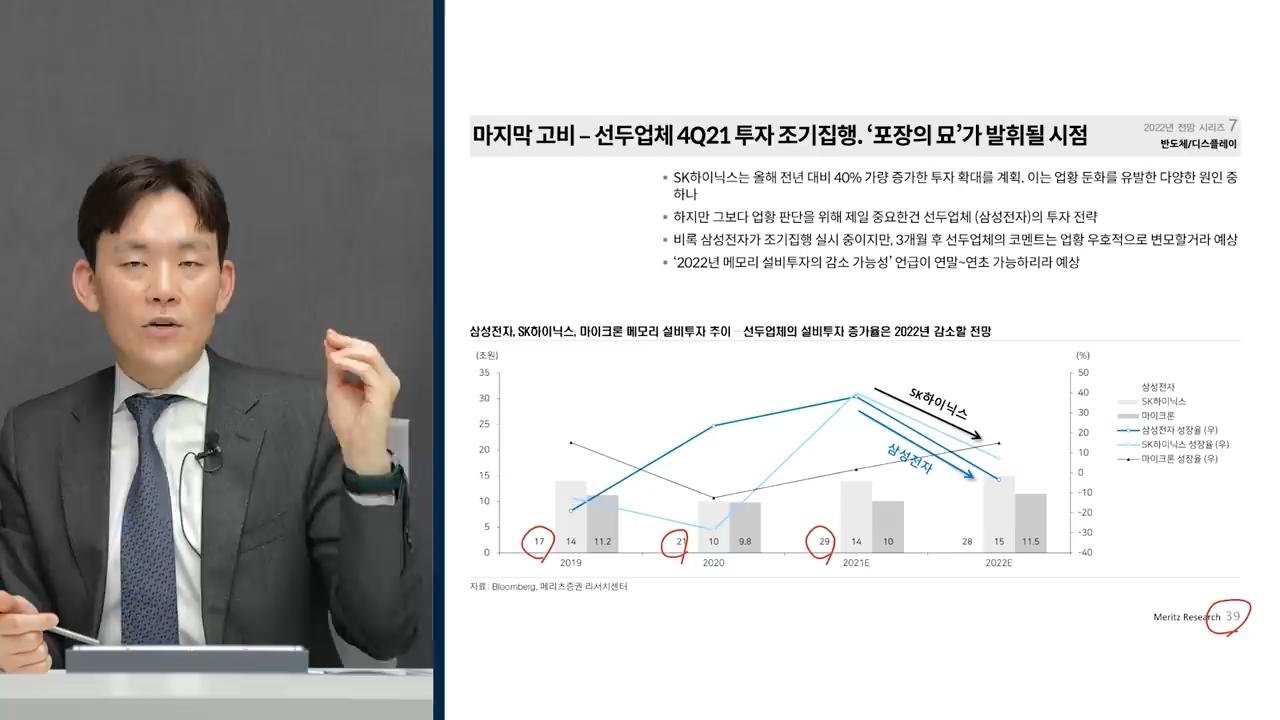 마지막 고비 – 선두업체 4Q21 투자 조기집행. ‘포장의 묘’가 발휘될 시점
2022년 전망 시리즈 7
반도체/디스플레이
▪ SK하이닉스는 올해 전년 대비 40% 가량 증가한 투자 확대를 계획. 이는 업황 둔화를 유발한 다양한 원인 중
하나
▪ 하지만 그보다 업황 판단을 위해 제일 중요한건 선두업체 (삼성전자)의 투자 전략
▪ 비록 삼성전자가 조기집행 실시 중이지만, 3개월 후 선두업체의 코멘트는 업황 우호적으로 변모할거라 예상
▪ ‘2022년 메모리 설비투자의 감소 가능성’ 언급이 연말~연초 가능하리라 예상
삼성전자, SK하이닉스, 마이크론 메모리 설비투자 추이 – 선두업체의 설비투자 증가율은 2022년 감소할 전망
(조원)
35
30
25
20
15
10
5
0
SK하이닉스
삼성전자
17 14 11.2
21 10 9.8
29 14 10
28 15 11.5
2019 2020 2021E 2022E
(%)
50
40
30
20
10
0
-10
-20
-30
-40
삼성전자
SK하이닉스
마이크론
삼성전자 성장율 (우)
SK하이닉스 성장율 (우)
마이크론 성장율 (우)
자료: Bloomberg, 메리츠증권 리서치센터
Meritz Research 39